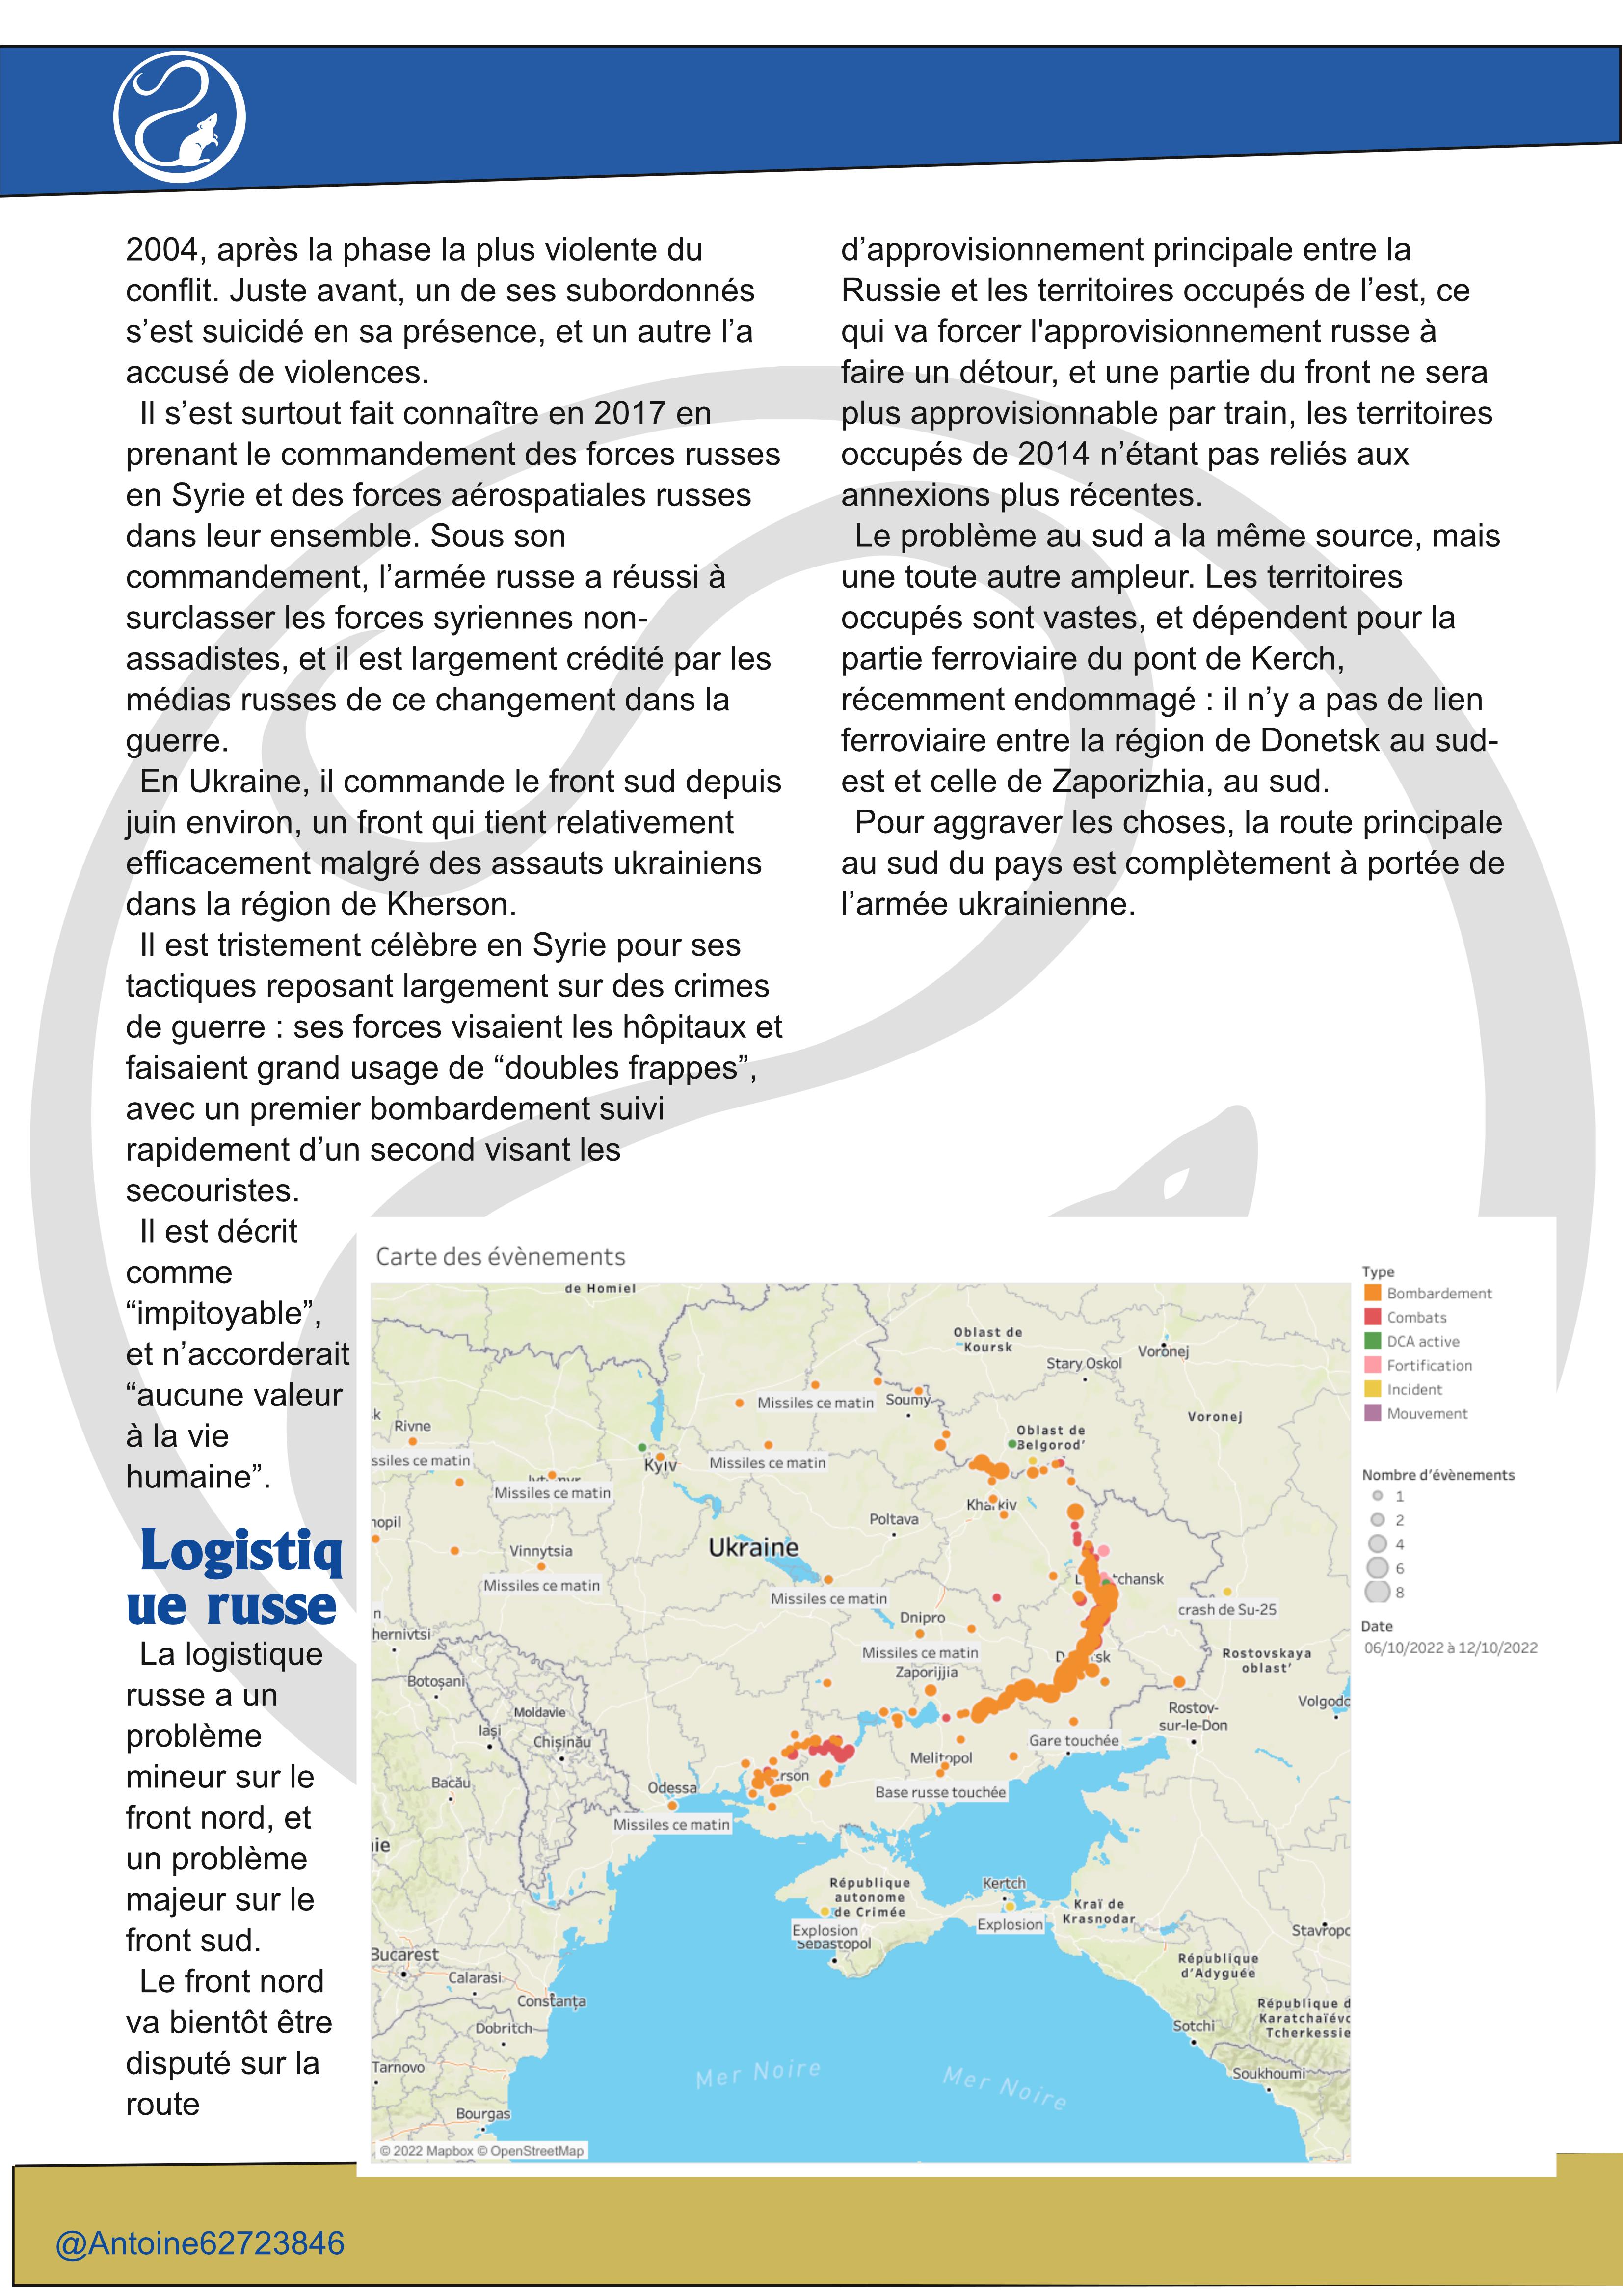 2004, après la phase la plus violente du
conflit. Juste avant, un de ses subordonnés
s’est suicidé en sa présence, et un autre l’a
accusé de violences.
Il s’est surtout fait connaître en 2017 en
prenant le commandement des forces russes
en Syrie et des forces aérospatiales russes
dans leur ensemble. Sous son
commandement, l’armée russe a réussi à
surclasser les forces syriennes non-
assadistes, et il est largement crédité par les
médias russes de ce changement dans la
guerre.
En Ukraine, il commande le front sud depuis
juin environ, un front qui tient relativement
efficacement malgré des assauts ukrainiens
dans la région de Kherson.
Il est tristement célèbre en Syrie pour ses
tactiques reposant largement sur des crimes
de guerre : ses forces visaient les hôpitaux et
faisaient grand usage de “doubles frappes”,
avec un premier bombardement suivi
rapidement d’un second visant les
secouristes.
Il est décrit
comme
“impitoyable”,
et n’accorderait
“aucune valeur
à la vie
humaine”.
Logistiq
ue russe
La logistique
russe a un
problème
mineur sur le
front nord, et
un problème
majeur sur le
front sud.
Le front nord
va bientôt être
disputé sur la
route
d’approvisionnement principale entre la
Russie et les territoires occupés de l’est, ce
qui va forcer l'approvisionnement russe à
faire un détour, et une partie du front ne sera
plus approvisionnable par train, les territoires
occupés de 2014 n’étant pas reliés aux
annexions plus récentes.
Le problème au sud a la même source, mais
une toute autre ampleur. Les territoires
occupés sont vastes, et dépendent pour la
partie ferroviaire du pont de Kerch,
récemment endommagé : il n’y a pas de lien
ferroviaire entre la région de Donetsk au sud-
est et celle de Zaporizhia, au sud.
Pour aggraver les choses, la route principale
au sud du pays est complètement à portée de
l’armée ukrainienne.
Carte des évènements
de Homiel
Oblast de
Koursk
Stary Oskol
Voronej
Missiles ce matin
Soumy
Voronej
k
Rivne
Oblast de
Belgorod’
ssiles ce matin
Kyiv
Missiles ce matin
Missiles ce matin
Kharkiv
nopil
Poltava
Ukraine
Vinnytsia
Missiles ce matin
tchansk
Missiles ce matin
crash de Su-25
n
hernivtsi
Dnipro
Missiles ce matin
Zaporijjia
D sk
Rostovskaya
oblast’
Botoşani
Moldavie
Rostov-
sur-le-Don
Volgodo
Iaşi
Chişinău
Gare touchée
Melitopol
Bacău
Odessa
rson
Base russe touchée
Missiles ce matin
ie
République
autonome
de Crimée
Kertch
Explosion
Explosion
Sébastopol
Kraï de
Krasnodar
Stavropo
Bucarest
Calarasi
République
d’Adyguée
Constanţa
République d
Karatchaïévo
Tcherkessie
Dobritch
Sotchi
Tarnovo
Mer Noire
Mer Noire
Soukhoumi
Bourgas
© 2022 Mapbox © OpenStreetMap
Type
Bombardement
Combats
DCA active
Fortification
Incident
Mouvement
Nombre d’évènements
1
2
4
6
8
Date
06/10/2022 à 12/10/2022
@Antoine62723846